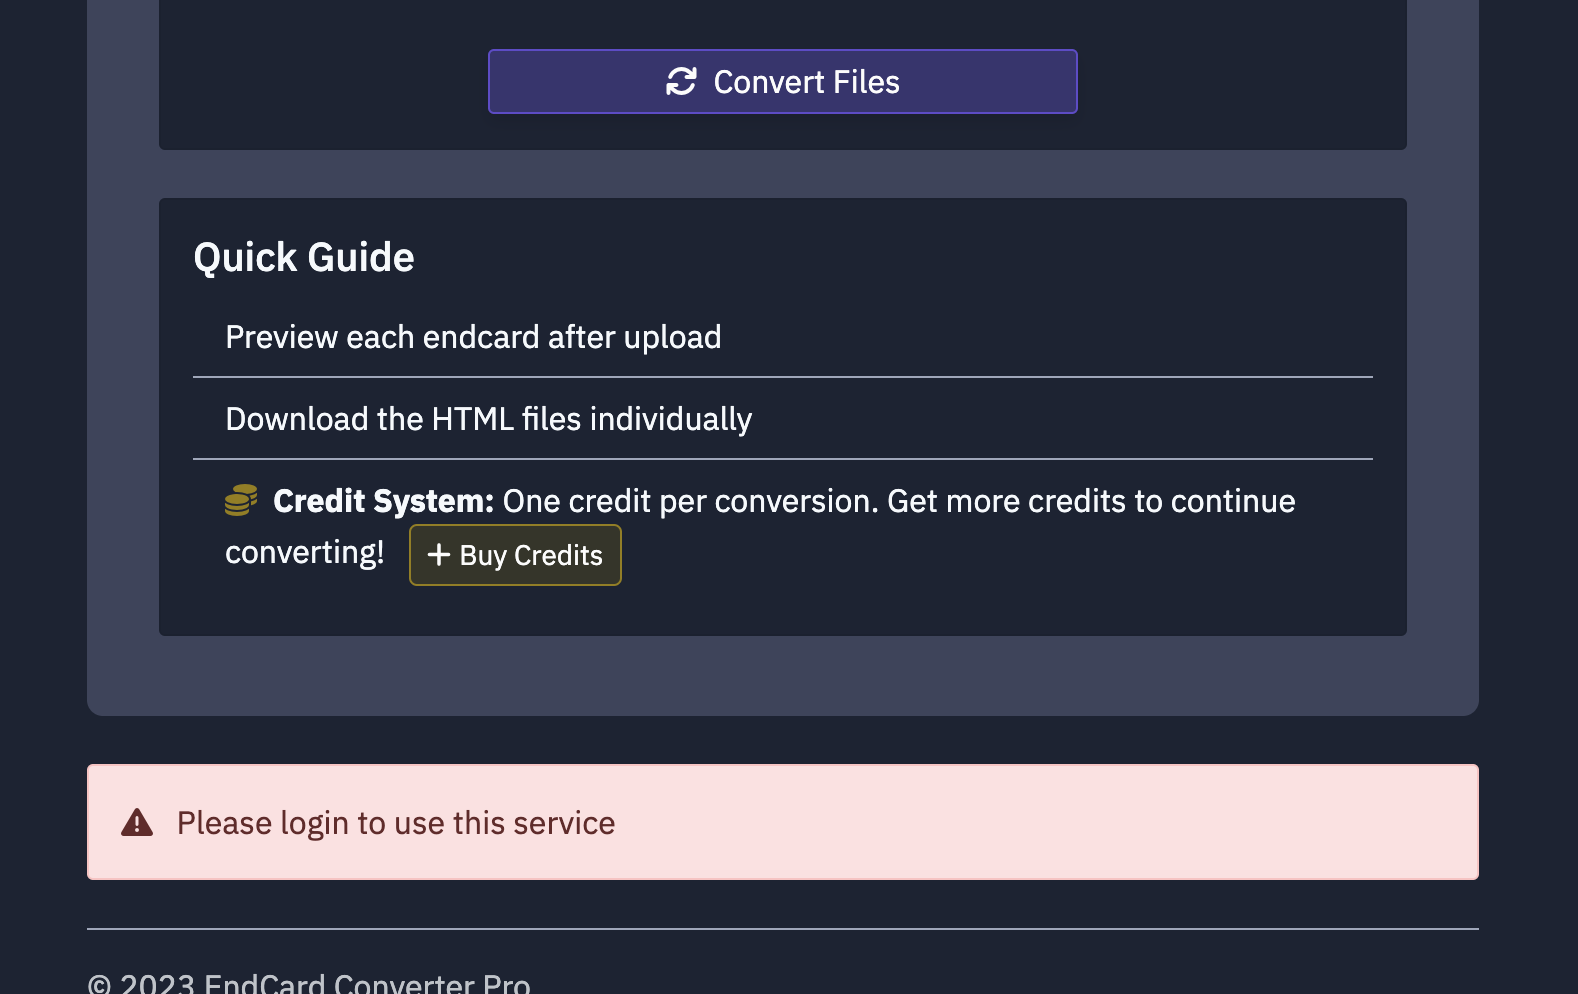 Convert Files
Quick Guide
Preview each endcard after upload
Download the HTML files individually
Credit System: One credit per conversion. Get more credits to continue
converting! + Buy Credits
Please login to use this service
© 2023 EndCard Converter Pro